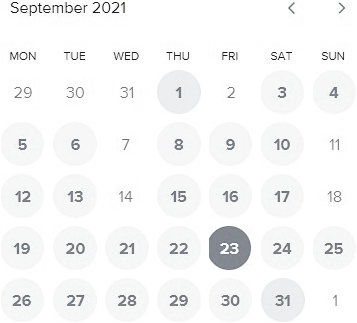 September 2021
MON TUE WED THU FRI SAT SUN
29 30 31 1 2 3 4
5 6 7 8 9 10 11
12 13 14 15 16 17 18
19 20 21 22 23 24 25
26 27 28 29 30 31 1